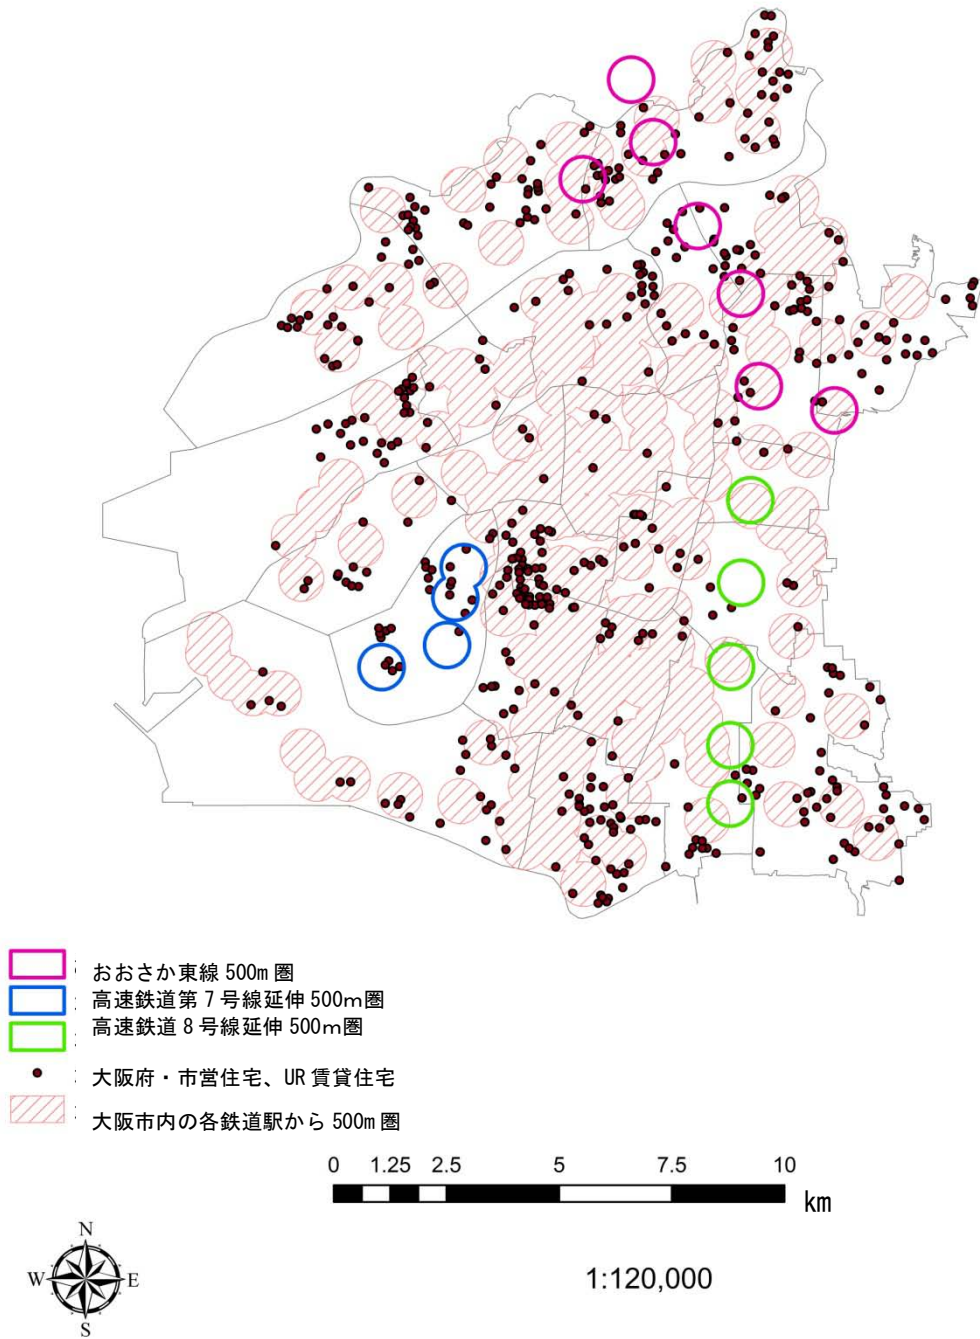 おおさか東線 500m 圏
高速鉄道第 7 号線延伸 500ｍ圏
高速鉄道 8 号線延伸 500ｍ圏
大阪府・市営住宅、UR 賃貸住宅
大阪市内の各鉄道駅から 500m 圏
0 1.25 2.5 5 7.5 10
km
N
W E
S
1:120,000